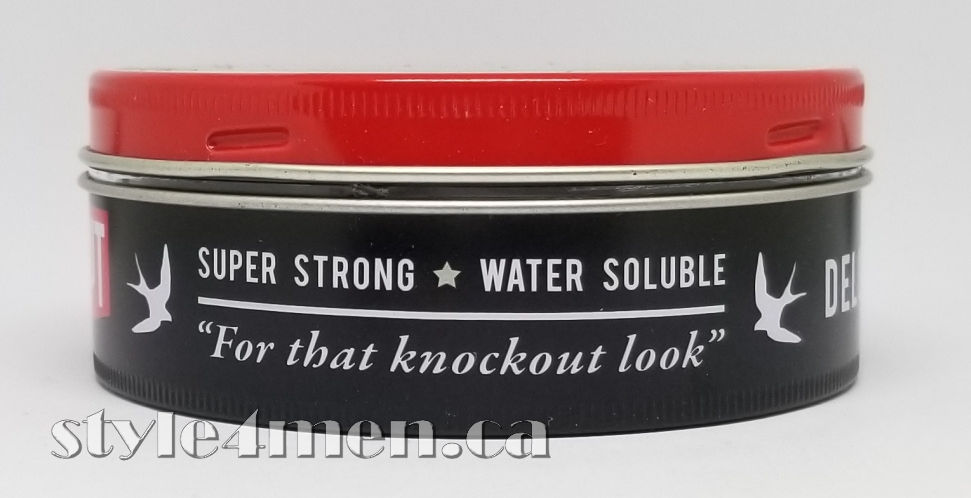 SUPER STRONG ★ WATER SOLUBLE
“For that knockout look”
style4men.ca